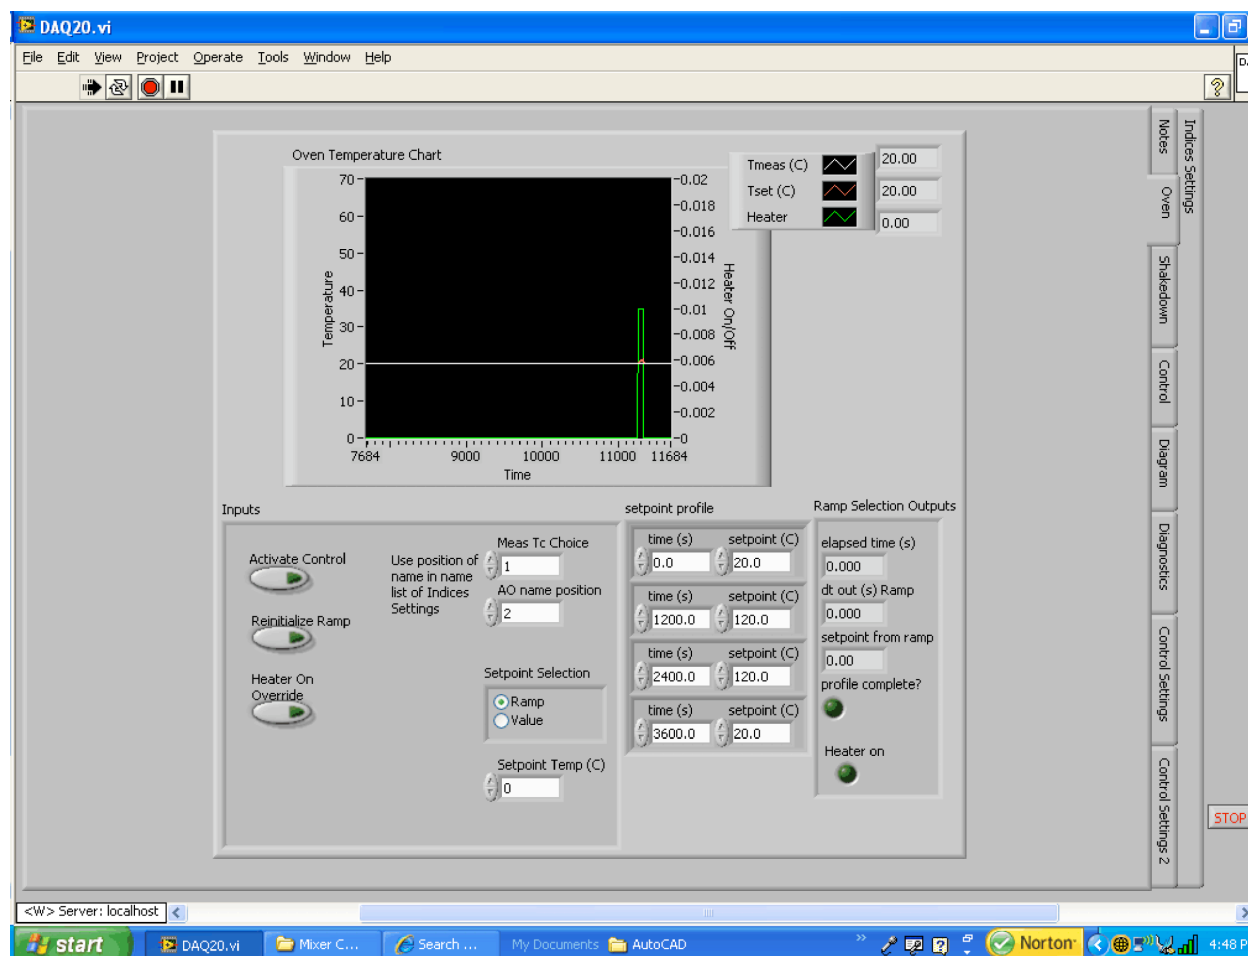 DAQ20.vi
File Edit View Project Operate Tools Window Help
Oven Temperature Chart
Tmeas (C) 20.00
Tset (C) 20.00
Heater 0.00
70
60
50
40
30
20
10
0
Temperature
0.02
0.018
0.016
0.014
0.012
0.01
0.008
0.006
0.004
0.002
0
Heater On/Off
7684 9000 10000 11000 11684
Time
Inputs
Activate Control
Reinitialize Ramp
Heater On
Override
Use position of
name in name
list of Indices
Settings
Meas Tc Choice
1
AO name position
2
Setpoint Selection
Ramp
Value
Setpoint Temp (C)
0
setpoint profile
time (s) setpoint (C)
0.0 20.0
time (s) setpoint (C)
1200.0 120.0
time (s) setpoint (C)
2400.0 120.0
time (s) setpoint (C)
3600.0 20.0
Ramp Selection Outputs
elapsed time (s)
0.000
dt out (s) Ramp
0.000
setpoint from ramp
0.00
profile complete?
Heater on
Indices Settings
Notes
Oven
Shakedown
Control
Diagram
Diagnostics
Control Settings
Control Settings 2
STOP
<W> Server: localhost
start DAQ20.vi Mixer C... Search ... My Documents AutoCAD Norton 4:48 P